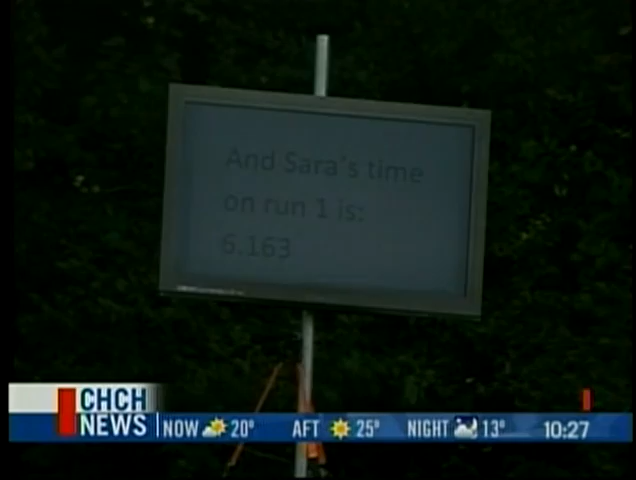 And Sara's time
on run 1 is:
6.163
CHCH
NEWS
NOW 20° AFT 25° NIGHT 13° 10:27